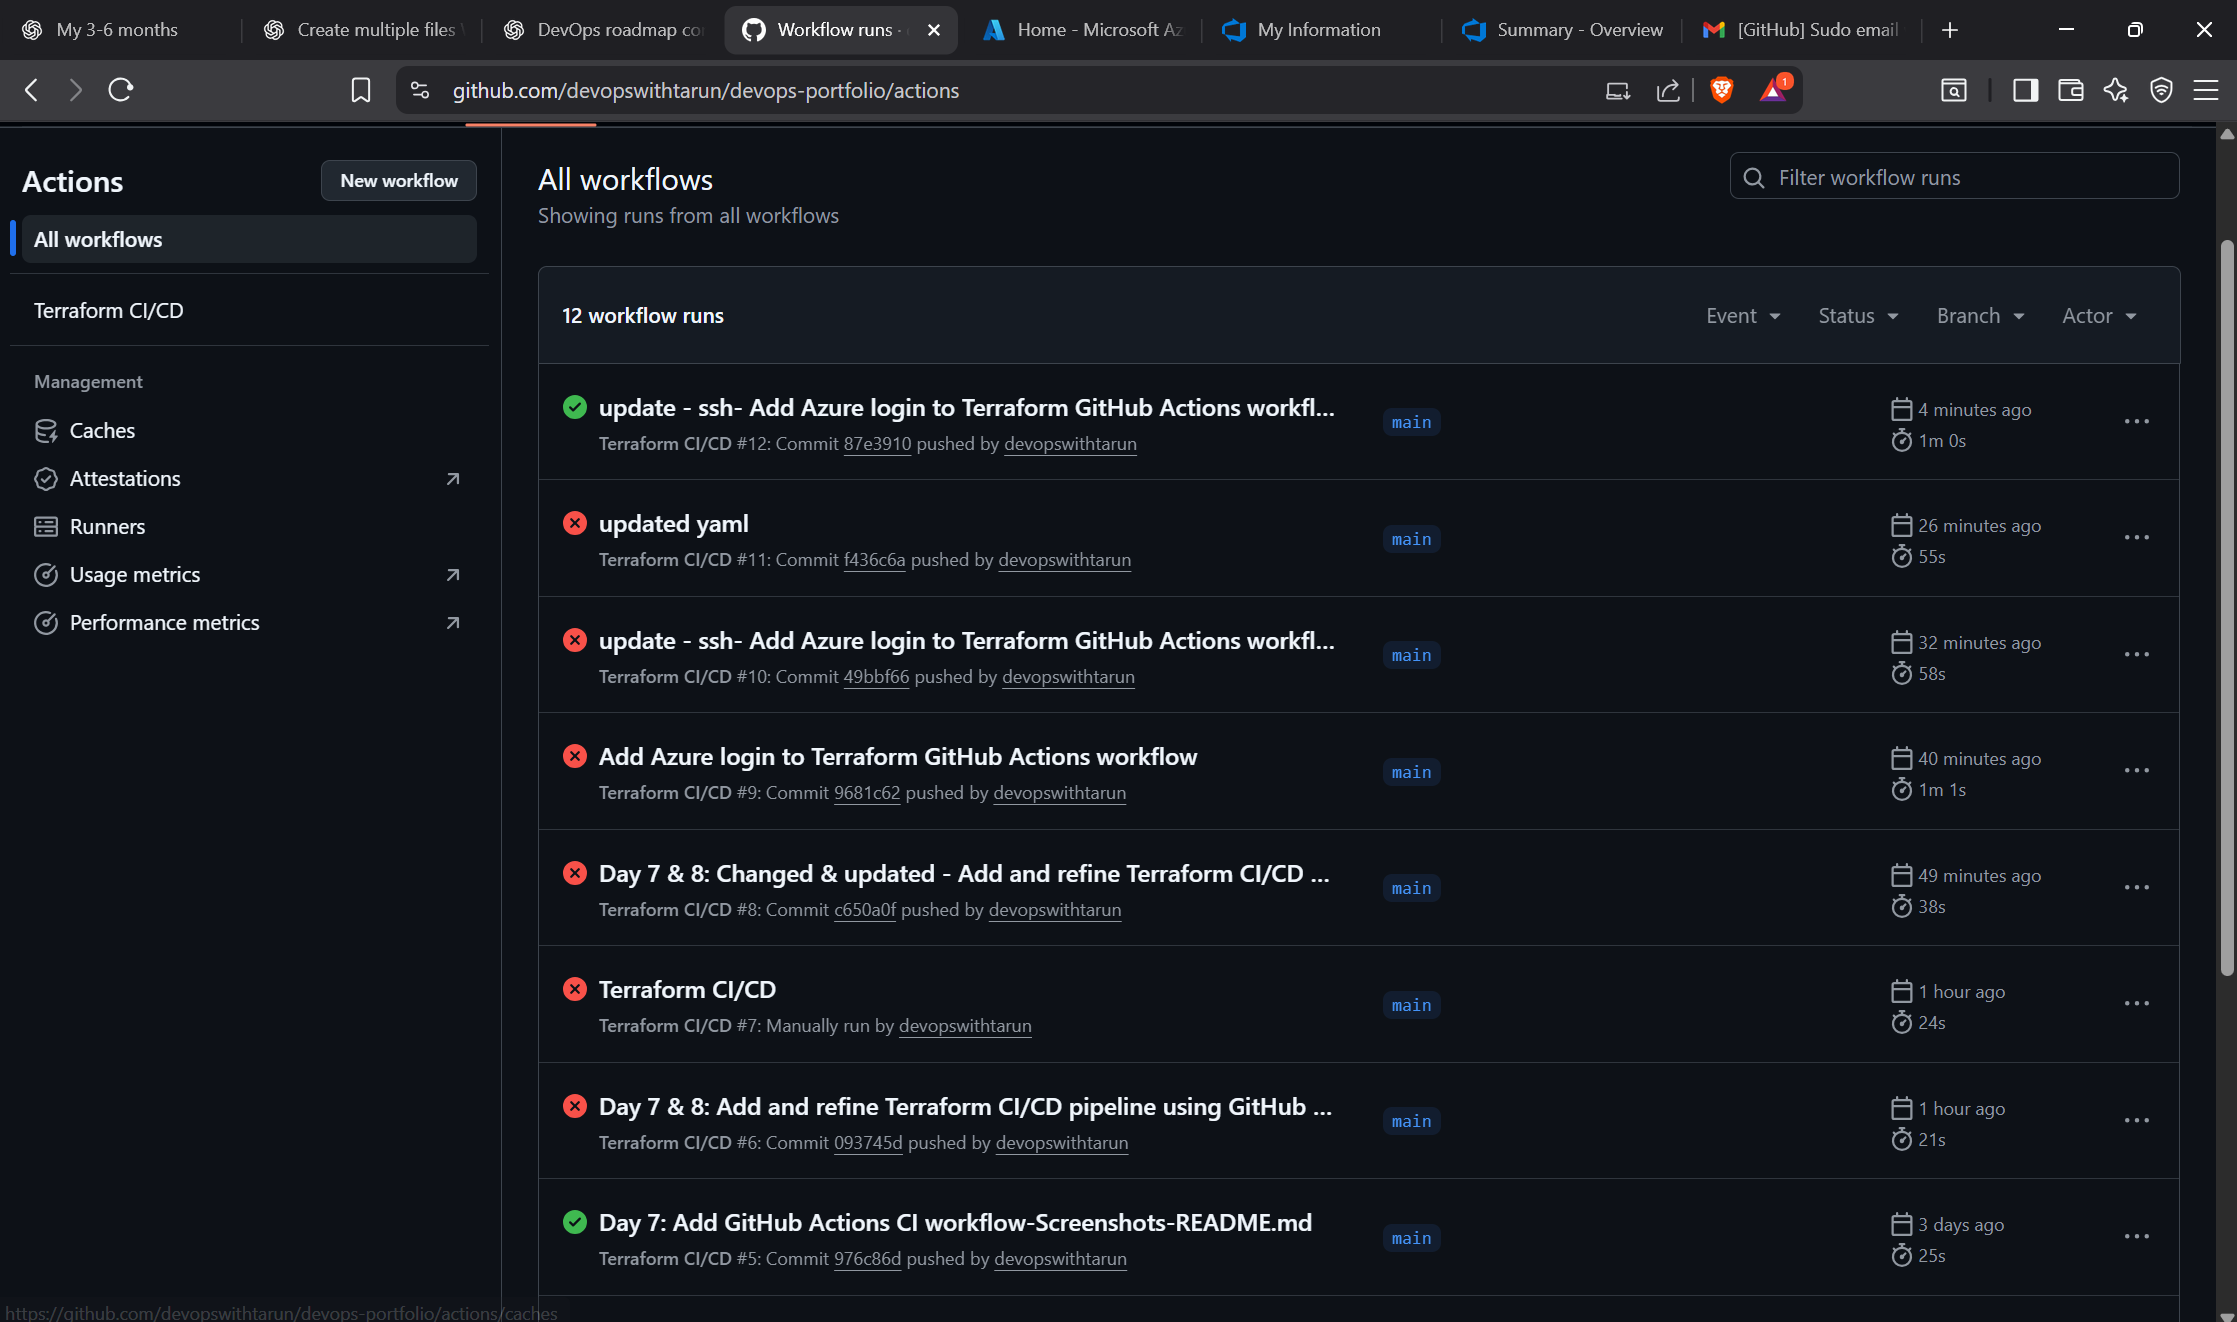 My 3-6 months
Create multiple files
DevOps roadmap co
Workflow runs ·
Home - Microsoft Az
My Information
Summary - Overview
[GitHub] Sudo email
github.com/devopswithtarun/devops-portfolio/actions
1
Actions
New workflow
All workflows
Terraform CI/CD
Management
Caches
Attestations
Runners
Usage metrics
Performance metrics
All workflows
Showing runs from all workflows
Filter workflow runs
12 workflow runs
Event
Status
Branch
Actor
update - ssh- Add Azure login to Terraform GitHub Actions workfl...
Terraform CI/CD #12: Commit 87e3910 pushed by devopswithtarun
main
4 minutes ago
1m 0s
updated yaml
Terraform CI/CD #11: Commit f436c6a pushed by devopswithtarun
main
26 minutes ago
55s
update - ssh- Add Azure login to Terraform GitHub Actions workfl...
Terraform CI/CD #10: Commit 49bbf66 pushed by devopswithtarun
main
32 minutes ago
58s
Add Azure login to Terraform GitHub Actions workflow
Terraform CI/CD #9: Commit 9681c62 pushed by devopswithtarun
main
40 minutes ago
1m 1s
Day 7 & 8: Changed & updated - Add and refine Terraform CI/CD ...
Terraform CI/CD #8: Commit c650a0f pushed by devopswithtarun
main
49 minutes ago
38s
Terraform CI/CD
Terraform CI/CD #7: Manually run by devopswithtarun
main
1 hour ago
24s
Day 7 & 8: Add and refine Terraform CI/CD pipeline using GitHub ...
Terraform CI/CD #6: Commit 093745d pushed by devopswithtarun
main
1 hour ago
21s
Day 7: Add GitHub Actions CI workflow-Screenshots-README.md
Terraform CI/CD #5: Commit 976c86d pushed by devopswithtarun
main
3 days ago
25s
https://github.com/devopswithtarun/devops-portfolio/actions/caches